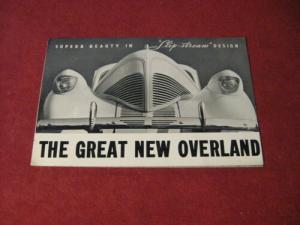 SUPERB BEAUTY IN "Slip-stream" DESIGN
THE GREAT NEW OVERLAND